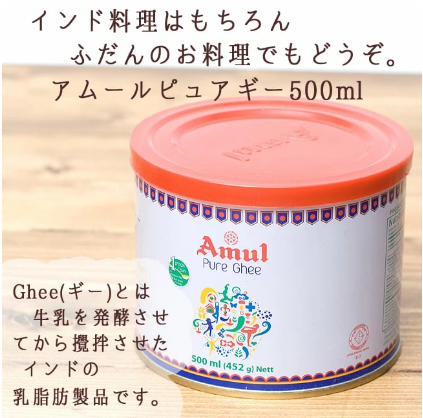 インド料理はもちろん
ふだんのお料理でもどうぞ。
アムールピュアギー500ml
Amul
Pure Ghee
500 ml (452 g) Nett
Ghee(ギー)とは
牛乳を発酵させ
てから攪拌させた
インドの
乳脂肪製品です。